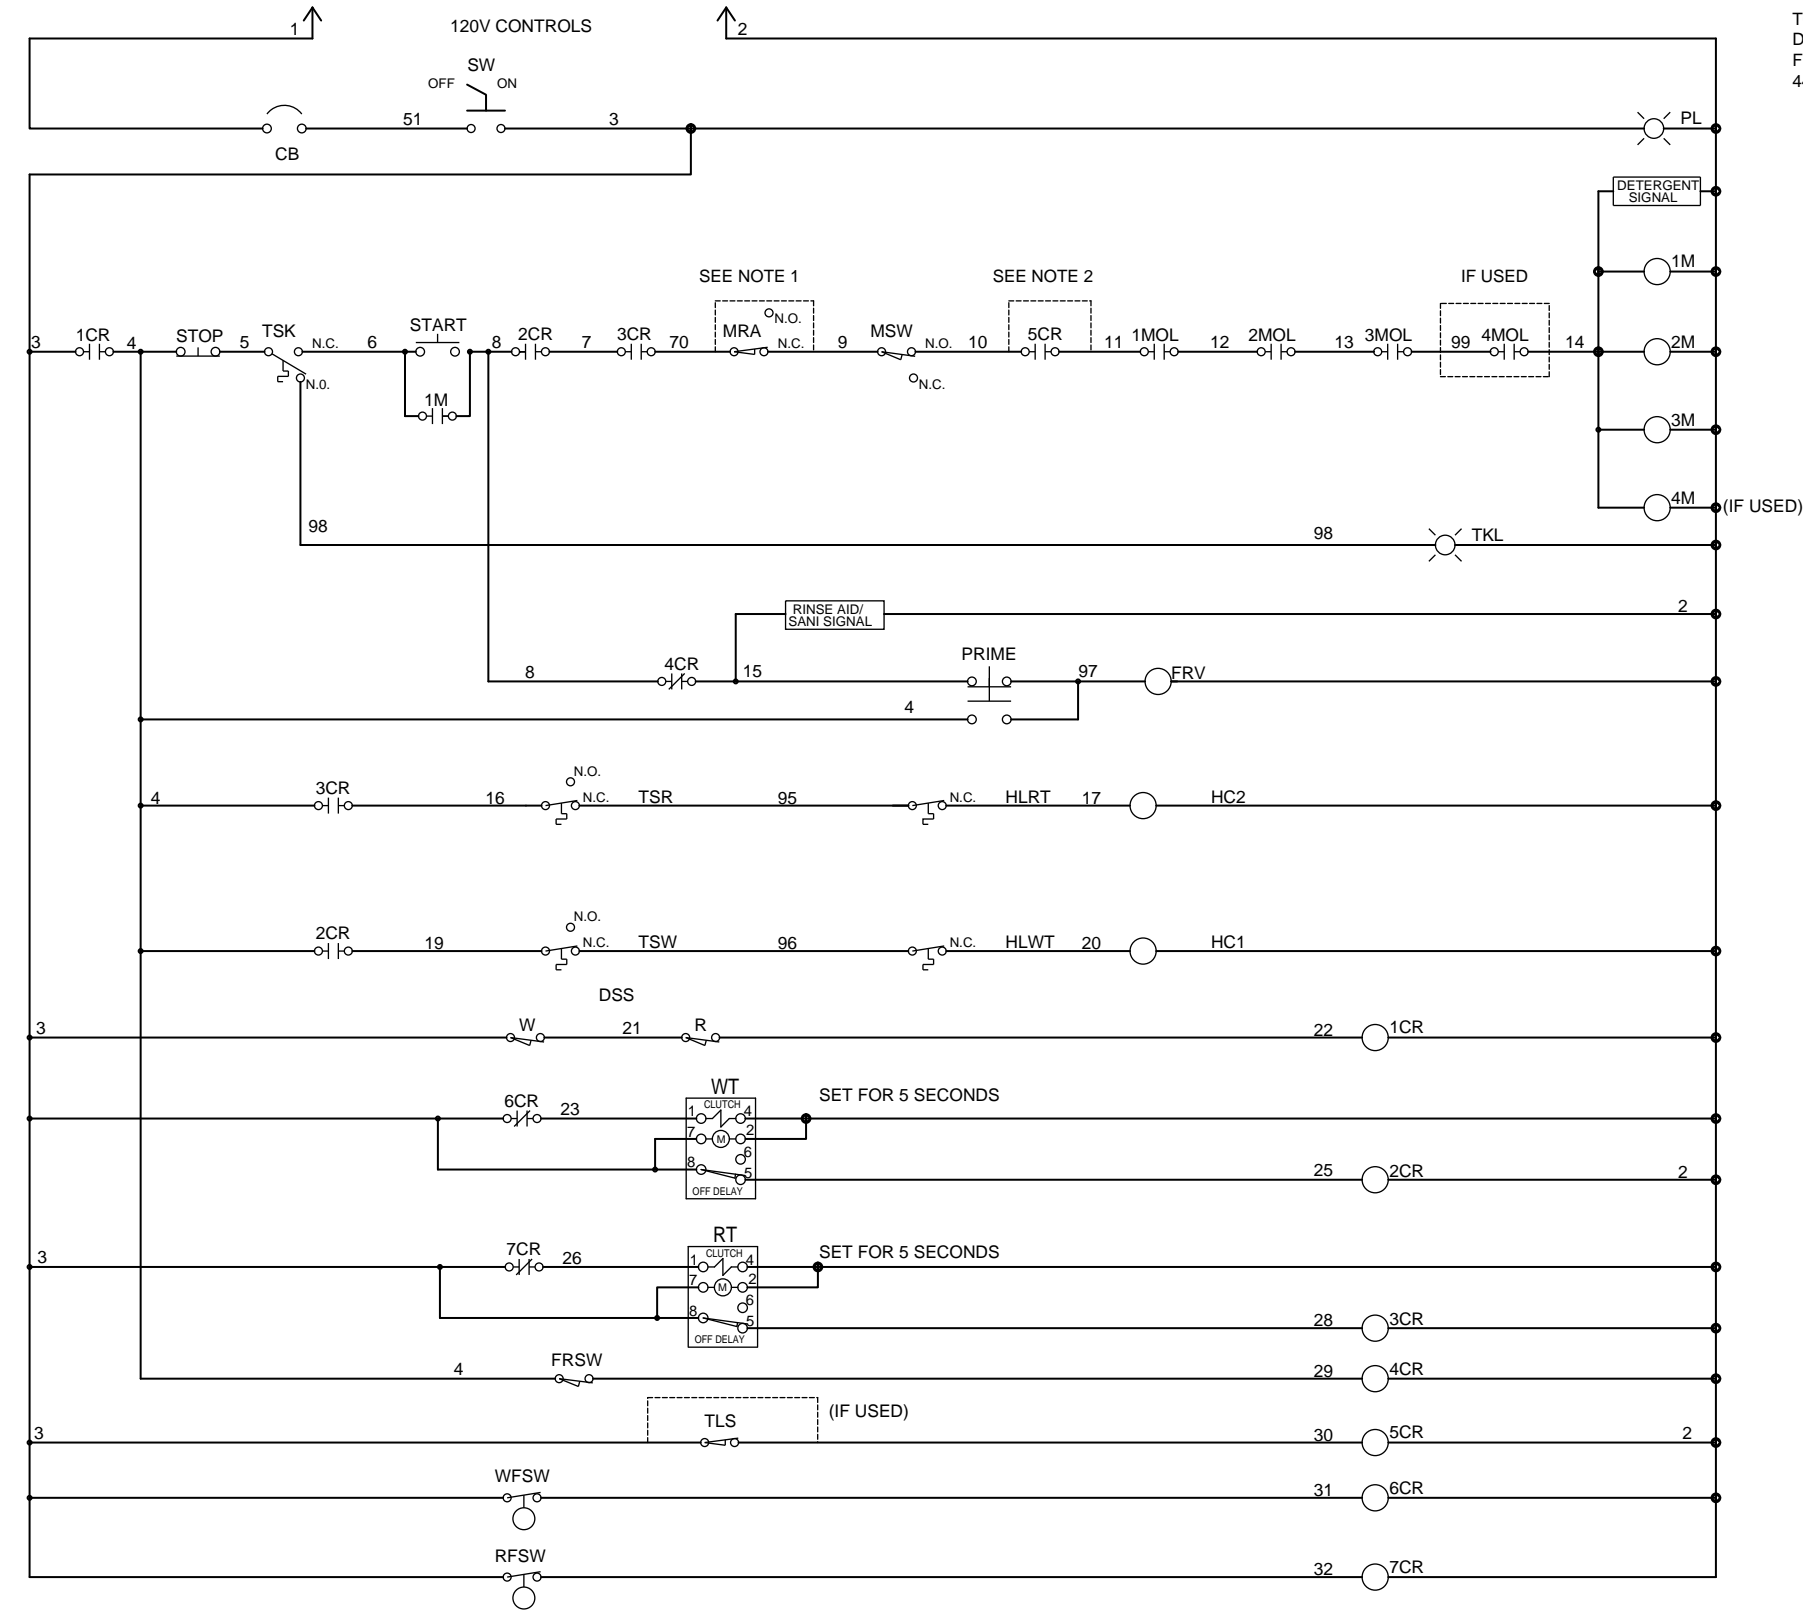 1 120V CONTROLS 2
T
D
F
4
SW
OFF ON
51 3 PL
CB
DETERGENT
SIGNAL
1M
SEE NOTE 1 SEE NOTE 2 IF USED
N.O.
3 1CR 4 STOP 5 TSK N.C. 6 START 8 2CR 7 3CR 70 MRA N.C. 9 MSW N.O. 10 5CR 11 1MOL 12 2MOL 13 3MOL 99 4MOL 14 2M
N.0. N.C.
1M
3M
4M (IF USED)
98 98 TKL
RINSE AID/
SANI SIGNAL
2
PRIME
8 4CR 15 97 FRV
4
N.O.
4 3CR 16 N.C. TSR 95 N.C. HLRT 17 HC2
N.O.
2CR 19 N.C. TSW 96 N.C. HLWT 20 HC1
DSS
3 W 21 R 22 1CR
WT
SET FOR 5 SECONDS
6CR 23 1 CLUTCH 4
7 M 2
6
8 5 25 2CR 2
OFF DELAY
RT
SET FOR 5 SECONDS
3 7CR 26 1 CLUTCH 4
7 M 2
6
8 5 28 3CR
OFF DELAY
4 FRSW 29 4CR
(IF USED)
3 TLS 30 5CR 2
WFSW 31 6CR
RFSW 32 7CR